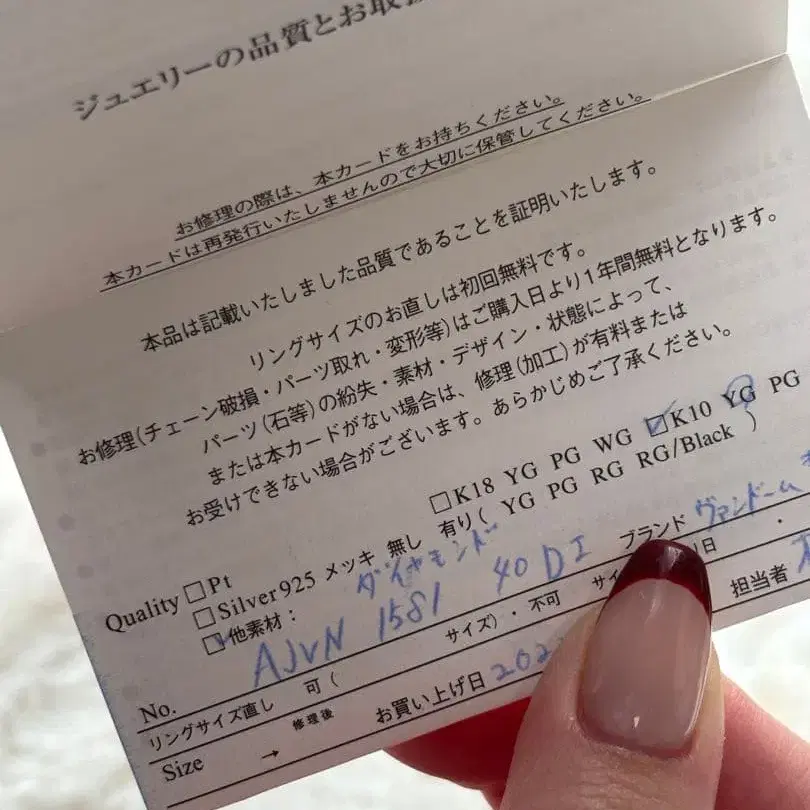 ジュエリーの品質とお取扱
お修理の際は、本カードをお持ちください。
本カードは再発行いたしませんので大切に保管してください。
本品は記載いたしました品質であることを証明いたします。
リングサイズのお直しは初回無料です。
お修理(チェーン破損・パーツ取れ・変形等)はご購入日より1年間無料となります。
パーツ(石等)の紛失・素材・デザイン・状態によって、
または本カードがない場合は、修理(加工)が有料または
お受けできない場合がございます。あらかじめご了承ください。
Quality □Pt □K18 YG PG WG ☑K10 YG PG
□Silver925 メッキ 無し 有り( YG PG RG RG/Black )
☑他素材: ダイヤモンド ブランド ヴァンドーム
No. AJVN 1581 40 DI
リングサイズ直し 可( サイズ)・不可 日
Size → 修理後 お買い上げ日 202 担当者